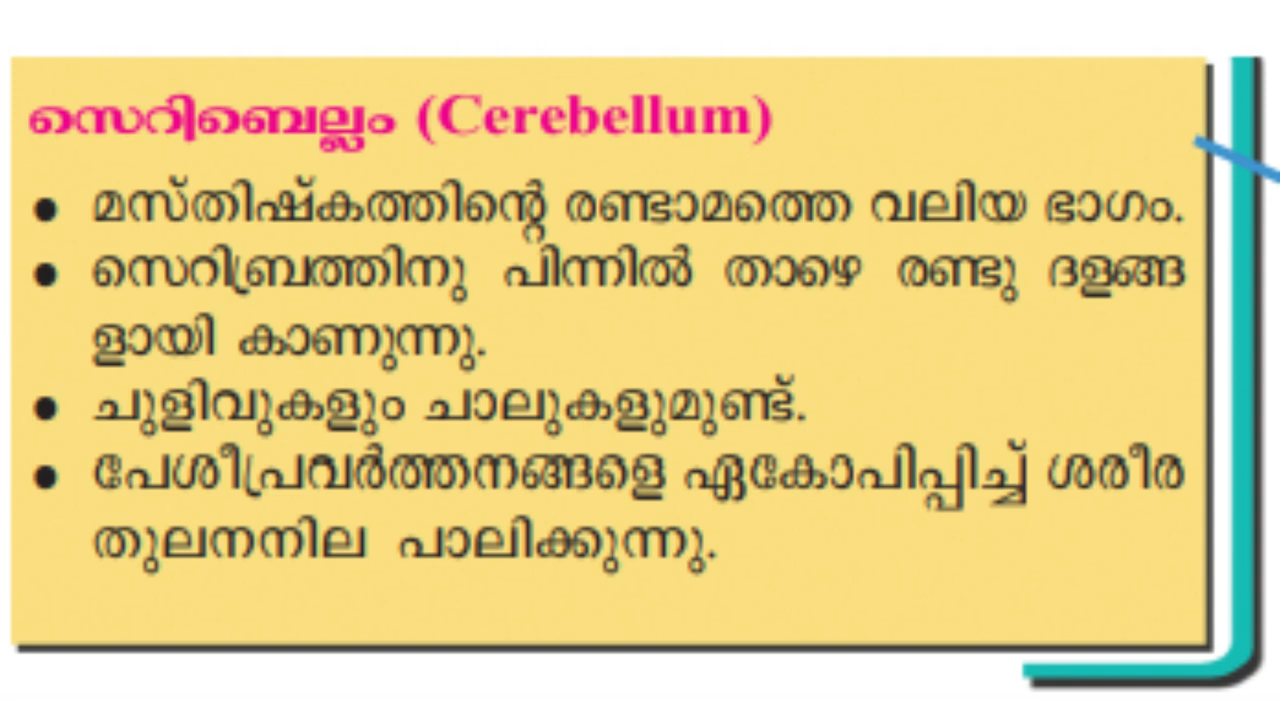 സെറിബെല്ലം (Cerebellum)
• മസ്തിഷ്കത്തിന്റെ രണ്ടാമത്തെ വലിയ ഭാഗം.
• സെറിബ്രത്തിനു പിന്നിൽ താഴെ രണ്ടു ദളങ്ങ
ളായി കാണുന്നു.
• ചുളിവുകളും ചാലുകളുമുണ്ട്.
• പേശീപ്രവർത്തനങ്ങളെ ഏകോപിപ്പിച്ച് ശരീര
തുലനനില പാലിക്കുന്നു.